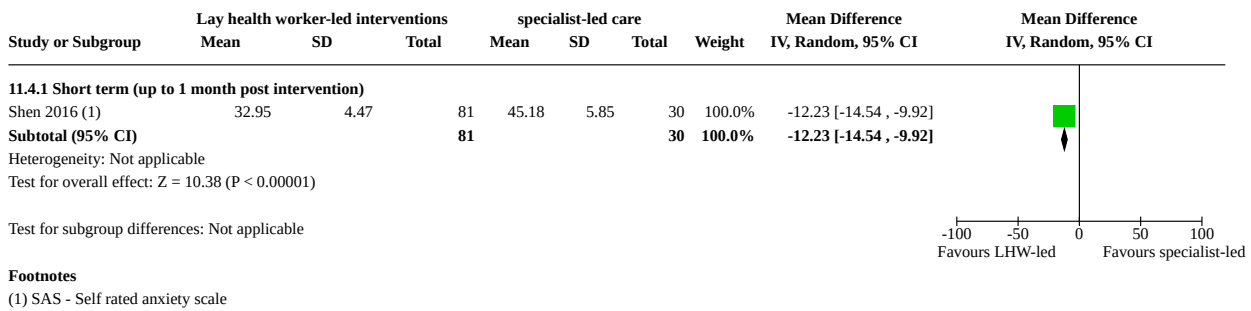 Lay health worker-led interventions specialist-led care Mean Difference Mean Difference
Study or Subgroup Mean SD Total Mean SD Total Weight IV, Random, 95% CI IV, Random, 95% CI
11.4.1 Short term (up to 1 month post intervention)
Shen 2016 (1) 32.95 4.47 81 45.18 5.85 30 100.0% -12.23 [-14.54 , -9.92]
Subtotal (95% CI) 81 30 100.0% -12.23 [-14.54 , -9.92]
Heterogeneity: Not applicable
Test for overall effect: Z = 10.38 (P < 0.00001)
Test for subgroup differences: Not applicable
-100 -50 0 50 100
Favours LHW-led Favours specialist-led
Footnotes
(1) SAS - Self rated anxiety scale